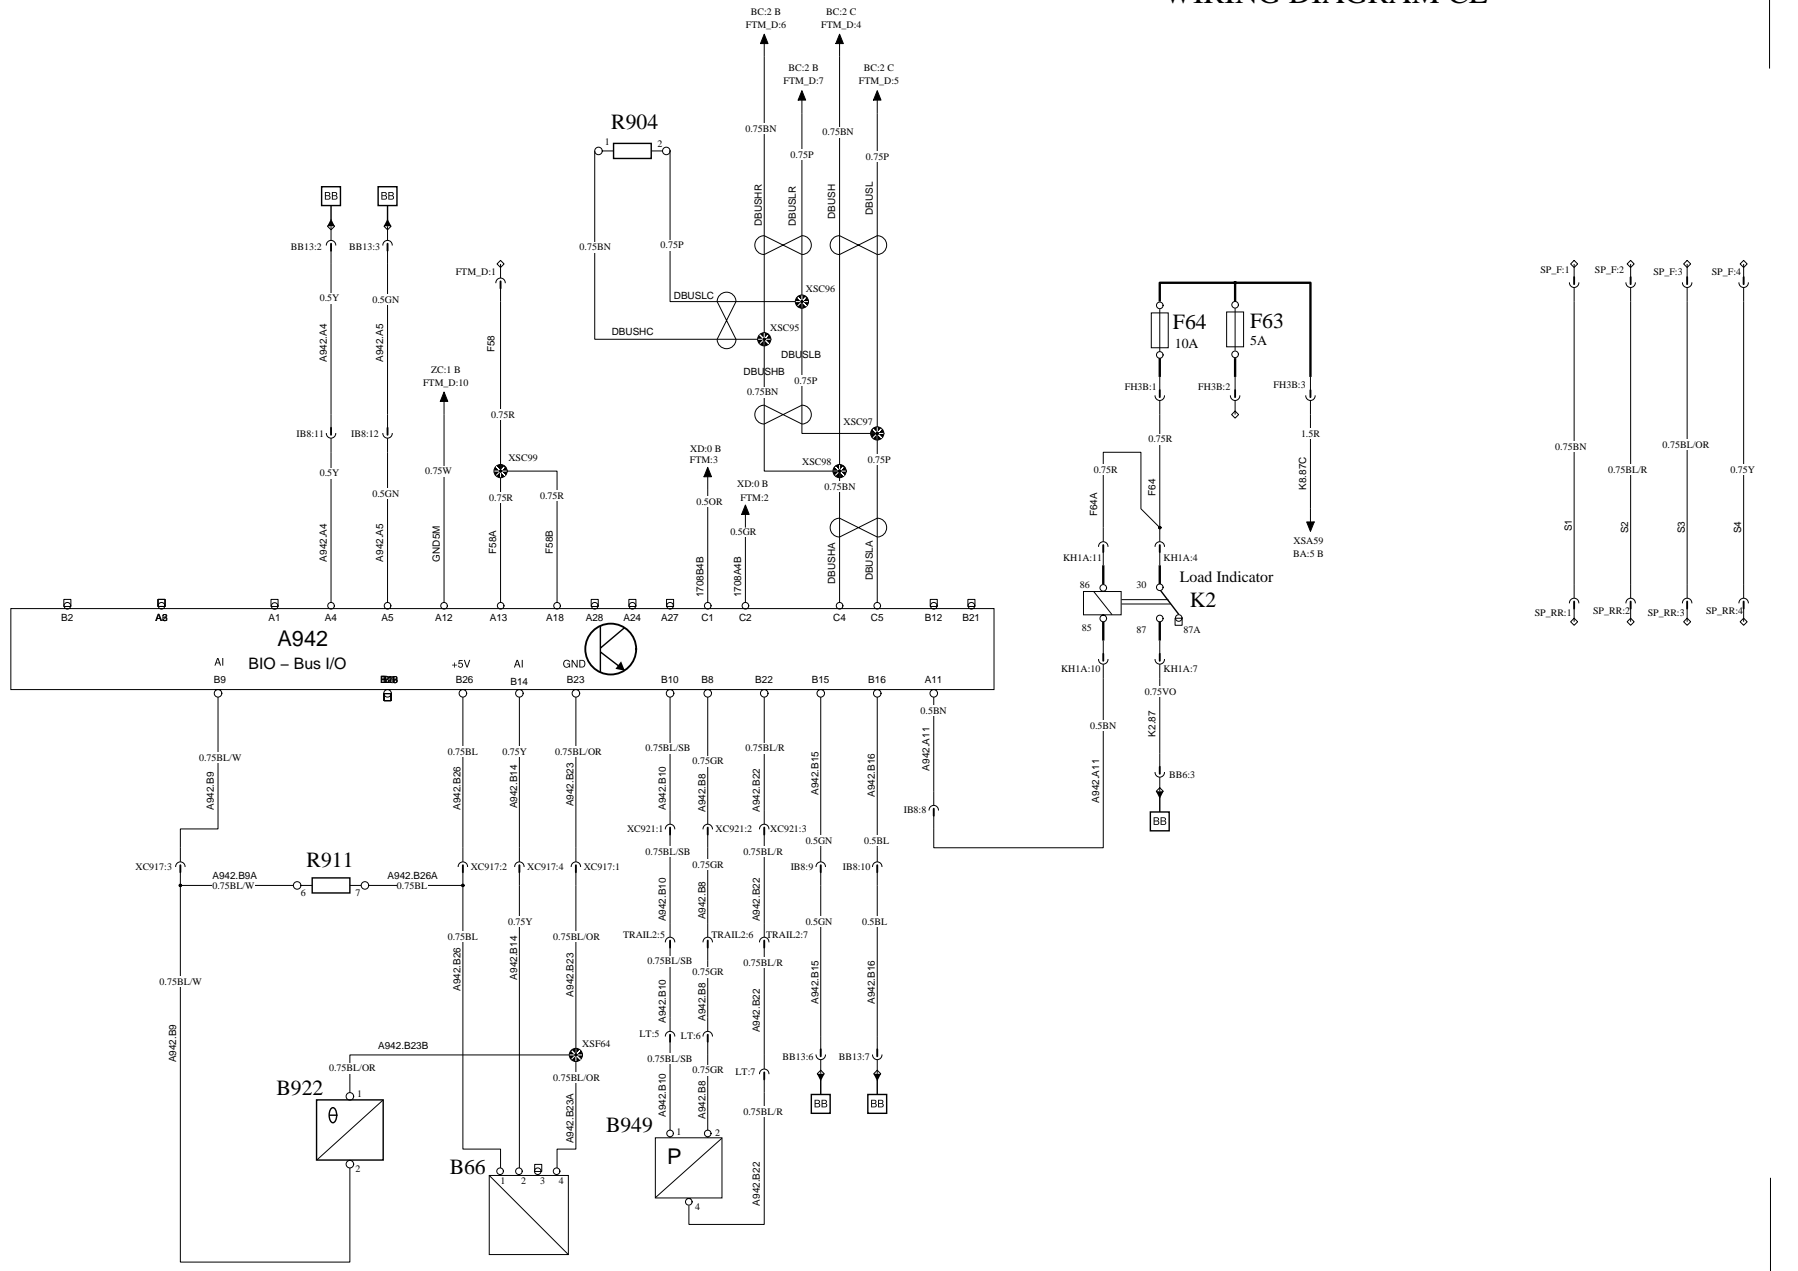 WIRING DIAGRAM CE
BC:2 B
FTM_D:6
BC:2 C
FTM_D:4
BC:2 B
FTM_D:7
BC:2 C
FTM_D:5
R904
1
2
0.75BN
0.75BN
0.75P
0.75P
BB
BB
DBUSHR
DBUSLR
DBUSH
DBUSL
BB13:2
BB13:3
0.75BN
0.75P
FTM_D:1
SP_F:1
SP_F:2
SP_F:3
SP_F:4
0.5Y
0.5GN
DBUSLC
XSC96
A942.A4
A942.A5
F58
DBUSHC
XSC95
F64
10A
F63
5A
DBUSLB
DBUSHB
ZC:1 B
FTM_D:10
0.75P
0.75BN
FH3B:1
FH3B:2
FH3B:3
0.75R
XSC97
IB8:11
IB8:12
0.75R
1.5R
0.75BN
0.75BL/OR
XD:0 B
FTM:3
XSC99
XSC98
0.75P
0.5Y
0.75W
0.75R
K8.87C
0.75BL/R
0.75Y
XD:0 B
FTM:2
0.75BN
0.5GN
0.75R
0.75R
0.5OR
F64A
F64
0.5GR
S1
S2
S3
S4
A942.A4
A942.A5
GND5M
F58A
F58B
DBUSHA
DBUSLA
XSA59
BA:5 B
KH1A:11
KH1A:4
1708B4B
1708A4B
Load Indicator
K2
86
30
SP_RR:1
SP_RR:2
SP_RR:3
SP_RR:4
B2
A1
A4
A5
A12
A13
A18
A28
A24
A27
C1
C2
C4
C5
B12
B21
85
87
87A
A942
BIO – Bus I/O
AI
+5V
AI
GND
B9
B26
B14
B23
B10
B8
B22
B15
B16
A11
KH1A:10
KH1A:7
0.75VO
0.5BN
K2.87
0.5BN
0.75BL/W
0.75BL
0.75Y
0.75BL/OR
0.75BL/SB
0.75GR
0.75BL/R
A942.B15
A942.B16
A942.A11
A942.A11
BB6:3
A942.B9
A942.B26
A942.B14
A942.B23
A942.B10
A942.B8
A942.B22
IB8:8
BB
XC921:1
XC921:2
XC921:3
0.5GN
0.5BL
0.75BL/SB
0.75GR
0.75BL/R
XC917:3
R911
XC917:2
XC917:4
XC917:1
IB8:9
IB8:10
A942.B9A
0.75BL/W
6
7
A942.B26A
0.75BL
A942.B10
A942.B8
A942.B22
0.75Y
0.5GN
0.5BL
0.75BL
0.75BL/OR
TRAIL2:5
TRAIL2:6
TRAIL2:7
A942.B26
A942.B14
A942.B23
0.75BL/SB
0.75GR
0.75BL/R
0.75BL/W
A942.B10
A942.B8
A942.B22
A942.B15
A942.B16
A942.B9
A942.B23B
XSF64
LT:5
LT:6
BB13:6
BB13:7
0.75BL/OR
0.75BL/OR
0.75BL/SB
0.75GR
LT:7
B922
1
θ
A942.B23A
A942.B10
A942.B8
0.75BL/R
BB
BB
B949
1
2
P
B66
2
1
2
3
4
A942.B22
4